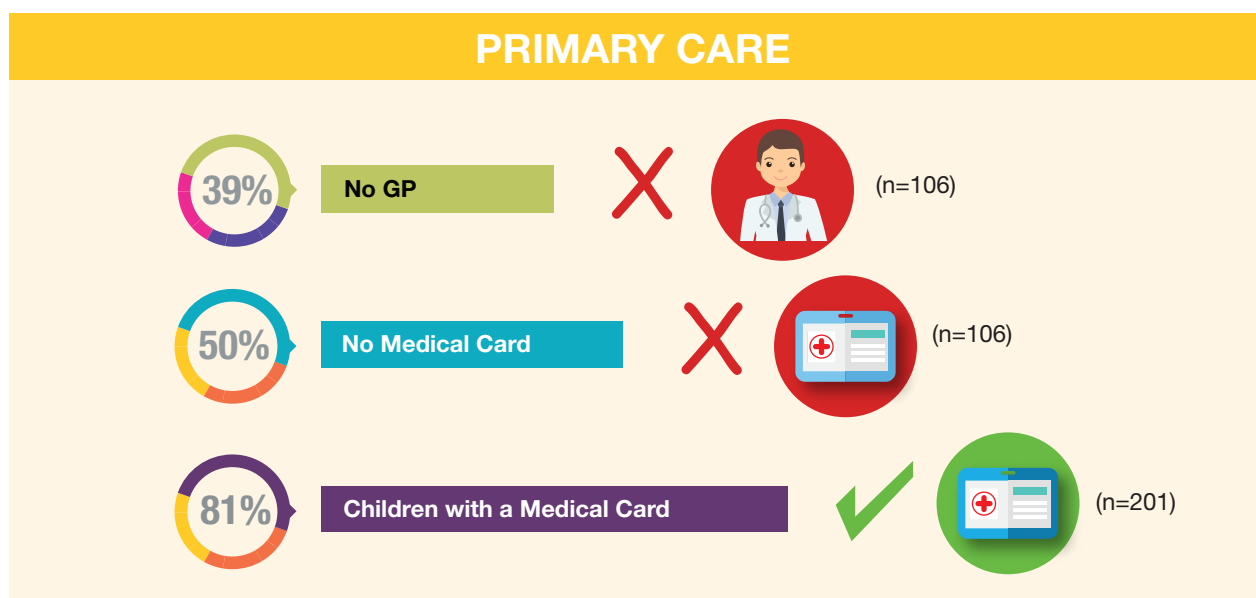 PRIMARY CARE
39% No GP (n=106)
50% No Medical Card (n=106)
81% Children with a Medical Card (n=201)